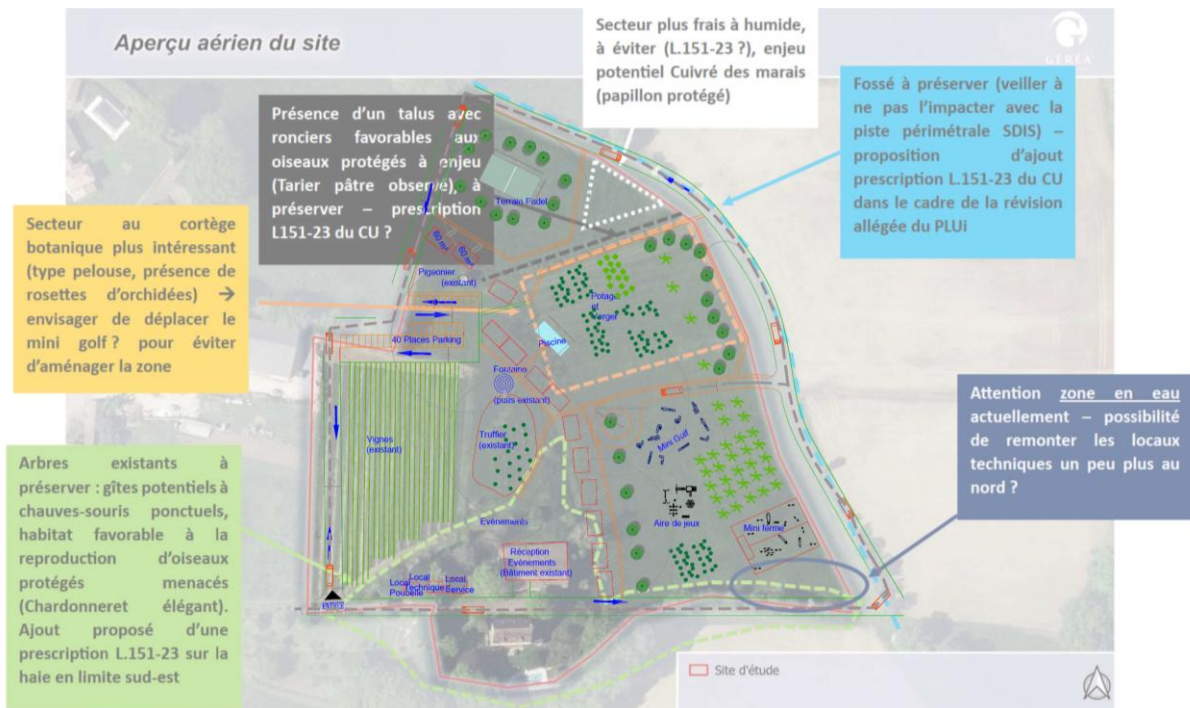 Aperçu aérien du site
GEREA
Secteur plus frais à humide,
à éviter (L.151-23 ?), enjeu
potentiel Cuivré des marais
(papillon protégé)
Présence d'un talus avec
ronciers favorables aux
oiseaux protégés à enjeu
(Tarier pâtre observé), à
préserver – prescription
L151-23 du CU ?
Fossé à préserver (veiller à
ne pas l'impacter avec la
piste périmétrale SDIS) –
proposition d'ajout
prescription L.151-23 du CU
dans le cadre de la révision
allégée du PLUi
Secteur au cortège
botanique plus intéressant
(type pelouse, présence de
rosettes d'orchidées) →
envisager de déplacer le
mini golf ? pour éviter
d'aménager la zone
Attention zone en eau
actuellement – possibilité
de remonter les locaux
techniques un peu plus au
nord ?
Arbres existants à
préserver : gîtes potentiels à
chauves-souris ponctuels,
habitat favorable à la
reproduction d'oiseaux
protégés menacés
(Chardonneret élégant).
Ajout proposé d'une
prescription L.151-23 sur la
haie en limite sud-est
Terrain Padel
60 m²
60 m²
Pigeonier
(existant)
40 Places Parking
Potager
et
Verger
Piscine
Fontaine
(puits existant)
Vignes
(existant)
Truffier
(existant)
Mini Golf
Aire de jeux
Mini ferme
Evénements
Réception
Evénements
(Bâtiment existant)
Local
Poubelle
Local
Technique
Local
Service
ENTREE
Site d'étude